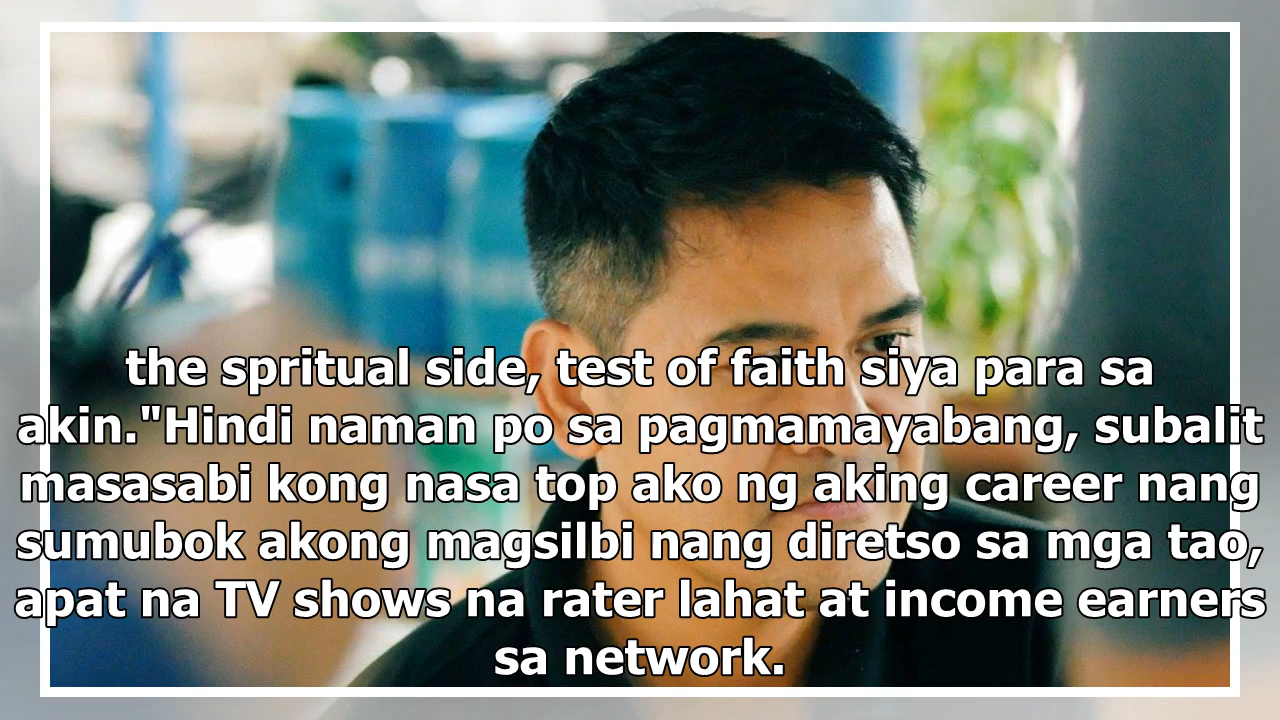 the spritual side, test of faith siya para sa
akin."Hindi naman po sa pagmamayabang, subalit
masasabi kong nasa top ako ng aking career nang
sumubok akong magsilbi nang diretso sa mga tao,
apat na TV shows na rater lahat at income earners
sa network.